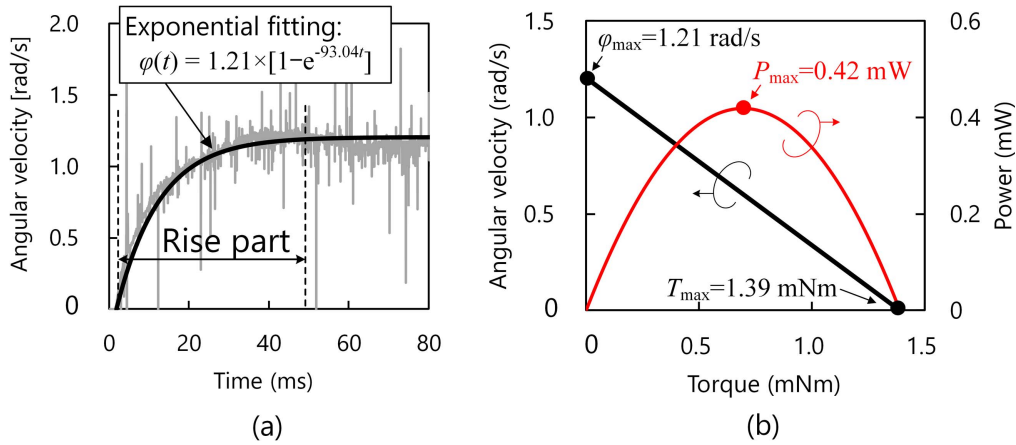 Exponential fitting:
φ(t) = 1.21×[1−e^-93.04t]
Angular velocity [rad/s]
2.0
1.5
1.0
0.5
0
Rise part
0
20
40
60
80
Time (ms)
(a)
Angular velocity (rad/s)
1.5
1.0
0.5
0
φmax=1.21 rad/s
Pmax=0.42 mW
Tmax=1.39 mNm
0.6
0.4
0.2
0
Power (mW)
0
0.5
1.0
1.5
Torque (mNm)
(b)